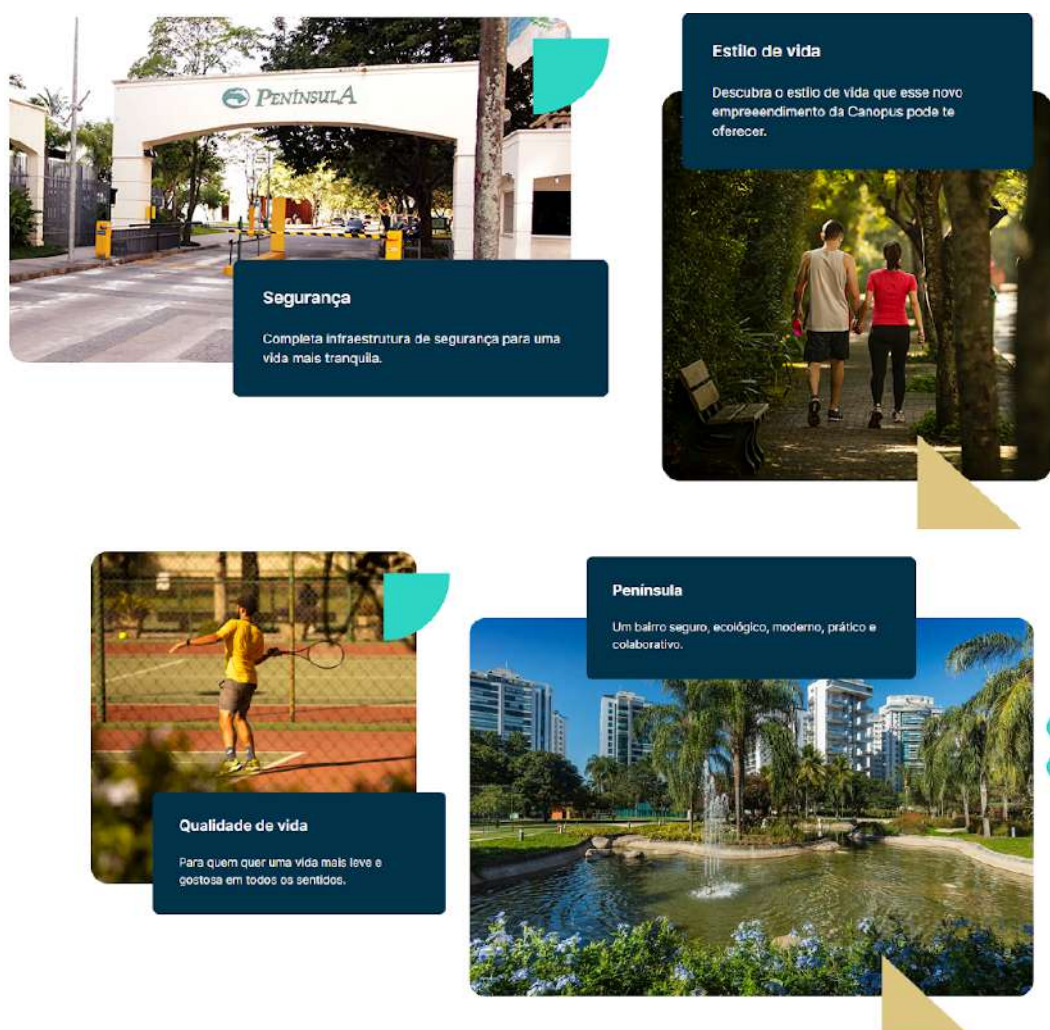 PENÍNSULA
Segurança
Completa infraestrutura de segurança para uma
vida mais tranquila.
Estilo de vida
Descubra o estilo de vida que esse novo
empreeendimento da Canopus pode te
oferecer.
Qualidade de vida
Para quem quer uma vida mais leve e
gostosa em todos os sentidos.
Península
Um bairro seguro, ecológico, moderno, prático e
colaborativo.